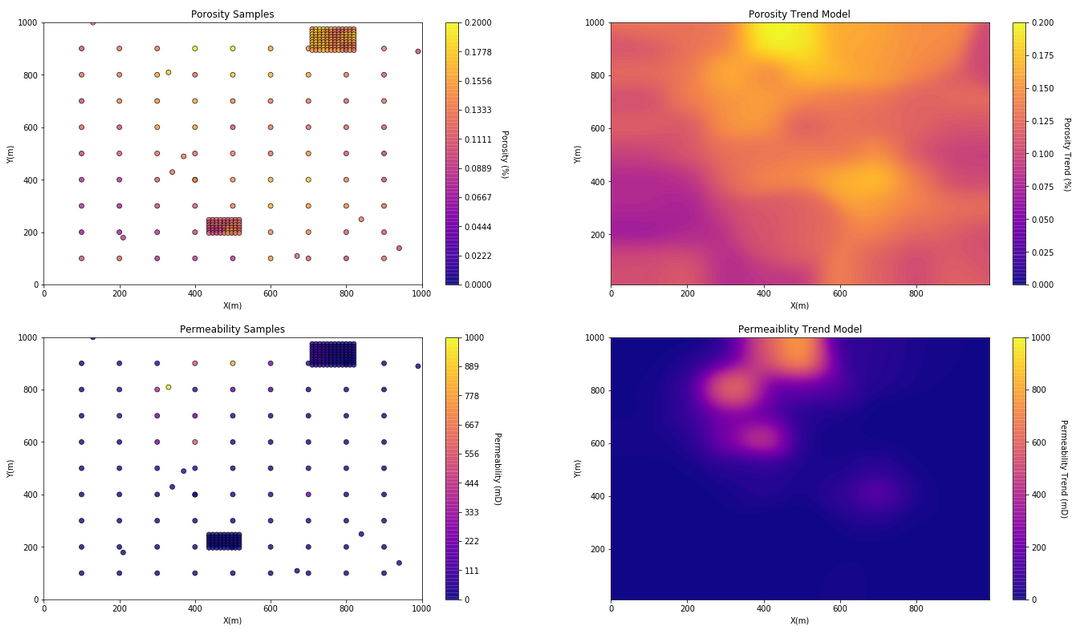 Porosity Samples
1000
800
600
400
200
0
Y(m)
0 200 400 600 800 1000
X(m)
0.2000
0.1778
0.1556
0.1333
0.1111
0.0889
0.0667
0.0444
0.0222
0.0000
Porosity (%)
Porosity Trend Model
1000
800
600
400
200
Y(m)
0 200 400 600 800
X(m)
0.200
0.175
0.150
0.125
0.100
0.075
0.050
0.025
0.000
Porosity Trend (%)
Permeability Samples
1000
800
600
400
200
0
Y(m)
0 200 400 600 800 1000
X(m)
1000
889
778
667
556
444
333
222
111
0
Permeability (mD)
Permeaiblity Trend Model
1000
800
600
400
200
Y(m)
0 200 400 600 800
X(m)
1000
800
600
400
200
0
Permeability Trend (mD)